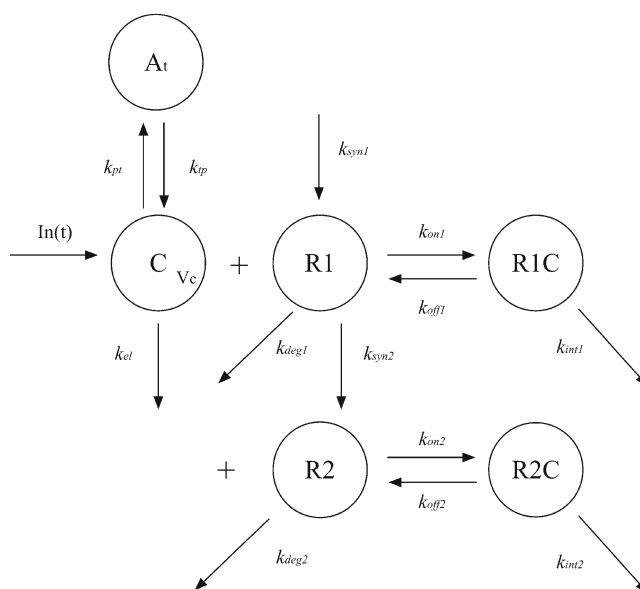 At
kpt
ktp
ksyn1
In(t)
C Vc + R1
kon1
koff1
R1C
kel
kdeg1
ksyn2
kint1
+ R2
kon2
koff2
R2C
kdeg2
kint2